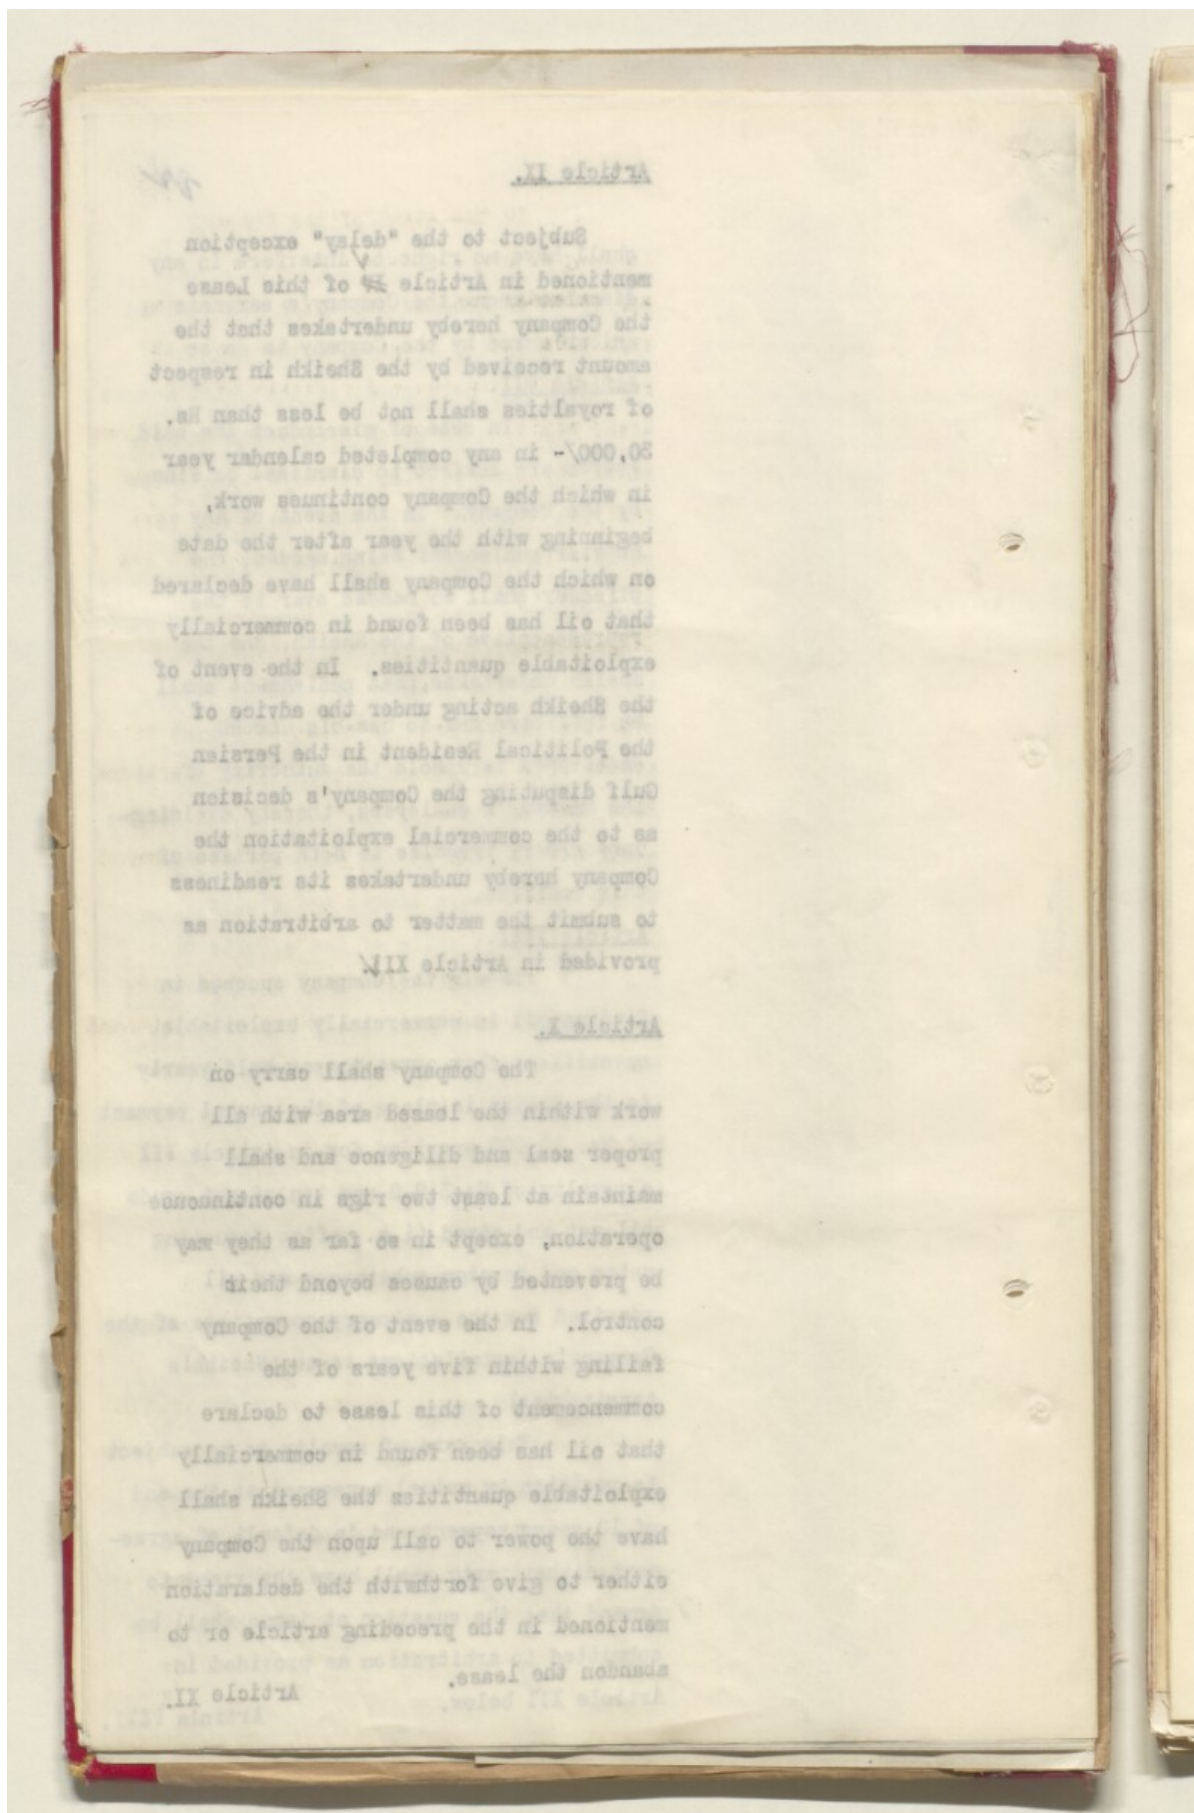 Article IX.
Subject to the "delay" exception
mentioned in Article of this Lease
the Company hereby undertakes that the
amount received by the Sheikh in respect
of royalties shall not be less than Rs.
30,000/- in any completed calendar year
in which the Company continues work,
beginning with the year after the date
on which the Company shall have declared
that oil has been found in commercially
exploitable quantities. In the event of
the Sheikh acting under the advice of
the Political Resident in the Persian
Gulf disputing the Company's decision
as to the commercial exploitation the
Company hereby undertakes its readiness
to submit the matter to arbitration as
provided in Article
Article X.
The Company shall carry on
work within the leased area with all
proper zeal and diligence and shall
maintain at least two rigs in continuous
operation, except in so far as they may
be prevented by causes beyond their
control. In the event of the Company
failing within five years of the
commencement of this lease to declare
that oil has been found in commercially
exploitable quantities the Sheikh shall
have the power to call upon the Company
either to give forthwith the declaration
mentioned in the preceding article or to
abandon the lease.
Article XI.